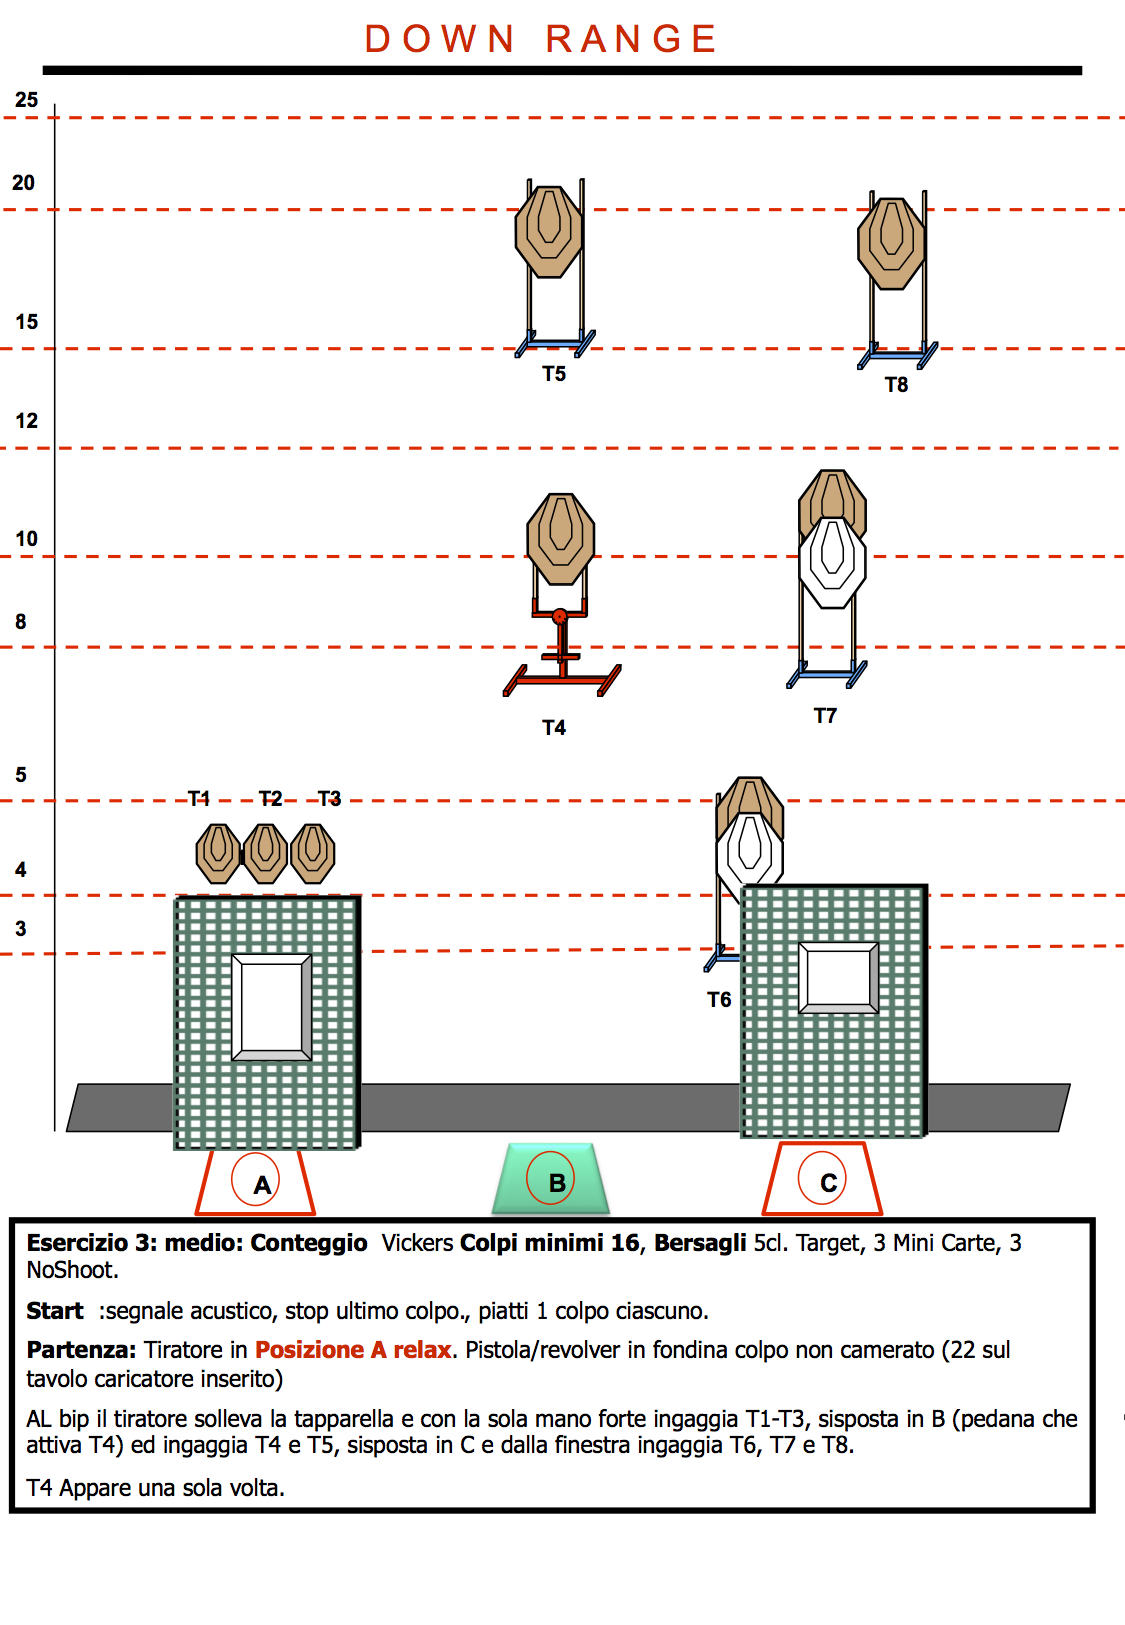 DOWN RANGE
25
20
15
T5
T8
12
10
8
T7
T4
5
T1 T2 T3
4
3
T6
A
B
C
Esercizio 3: medio: Conteggio Vickers Colpi minimi 16, Bersagli 5cl. Target, 3 Mini Carte, 3
NoShoot.
Start :segnale acustico, stop ultimo colpo., piatti 1 colpo ciascuno.
Partenza: Tiratore in Posizione A relax. Pistola/revolver in fondina colpo non camerato (22 sul
tavolo caricatore inserito)
AL bip il tiratore solleva la tapparella e con la sola mano forte ingaggia T1-T3, sisposta in B (pedana che
attiva T4) ed ingaggia T4 e T5, sisposta in C e dalla finestra ingaggia T6, T7 e T8.
T4 Appare una sola volta.